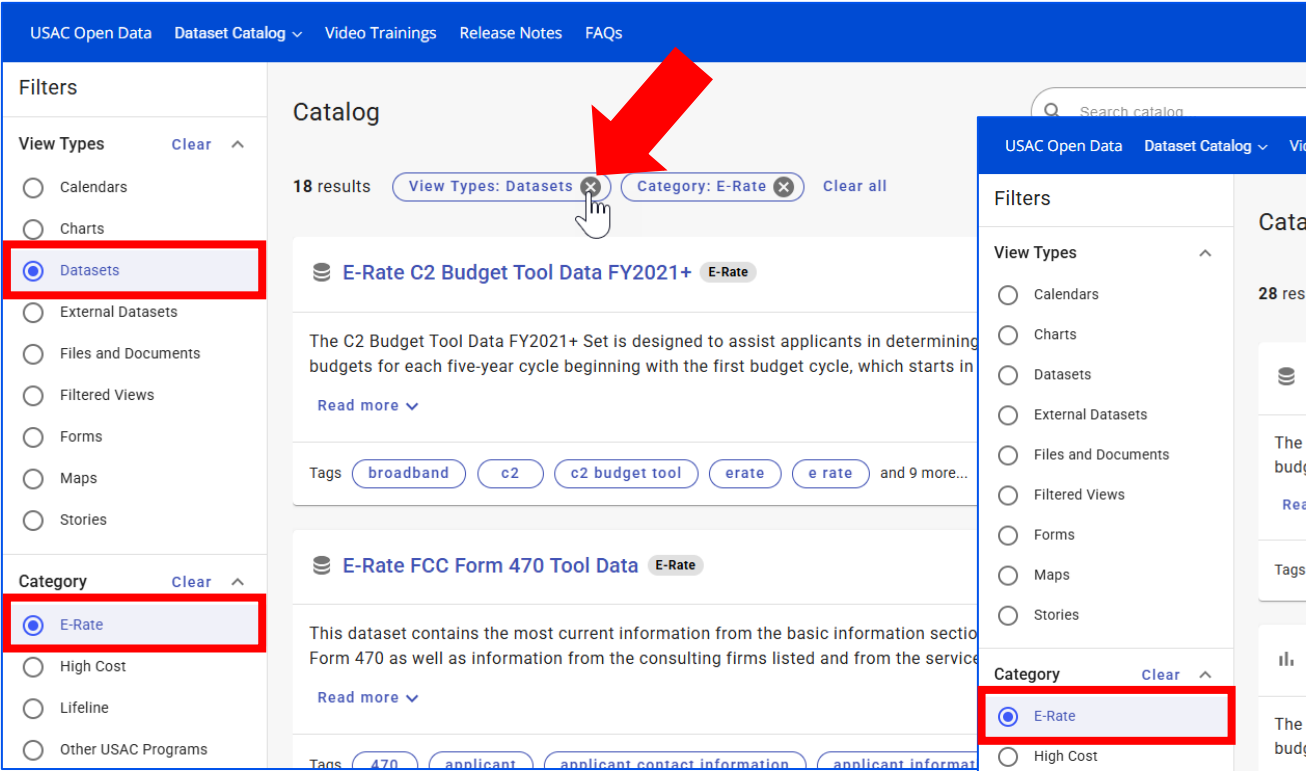 USAC Open Data Dataset Catalog Video Trainings Release Notes FAQs
Filters
View Types Clear
Calendars
Charts
Datasets
External Datasets
Files and Documents
Filtered Views
Forms
Maps
Stories
Category Clear
E-Rate
High Cost
Lifeline
Other USAC Programs
Catalog
Search catalog
18 results View Types: Datasets Category: E-Rate Clear all
E-Rate C2 Budget Tool Data FY2021+ E-Rate
The C2 Budget Tool Data FY2021+ Set is designed to assist applicants in determining
budgets for each five-year cycle beginning with the first budget cycle, which starts in
Read more
Tags broadband c2 c2 budget tool erate e rate and 9 more...
E-Rate FCC Form 470 Tool Data E-Rate
This dataset contains the most current information from the basic information sectio
Form 470 as well as information from the consulting firms listed and from the service
Read more
Tags 470 applicant applicant contact information applicant informat
USAC Open Data Dataset Catalog Vi
Filters
View Types
Calendars
Charts
Datasets
External Datasets
Files and Documents
Filtered Views
Forms
Maps
Stories
Category Clear
E-Rate
High Cost
Cata
28 res
The
budg
Rea
Tags
The
budg